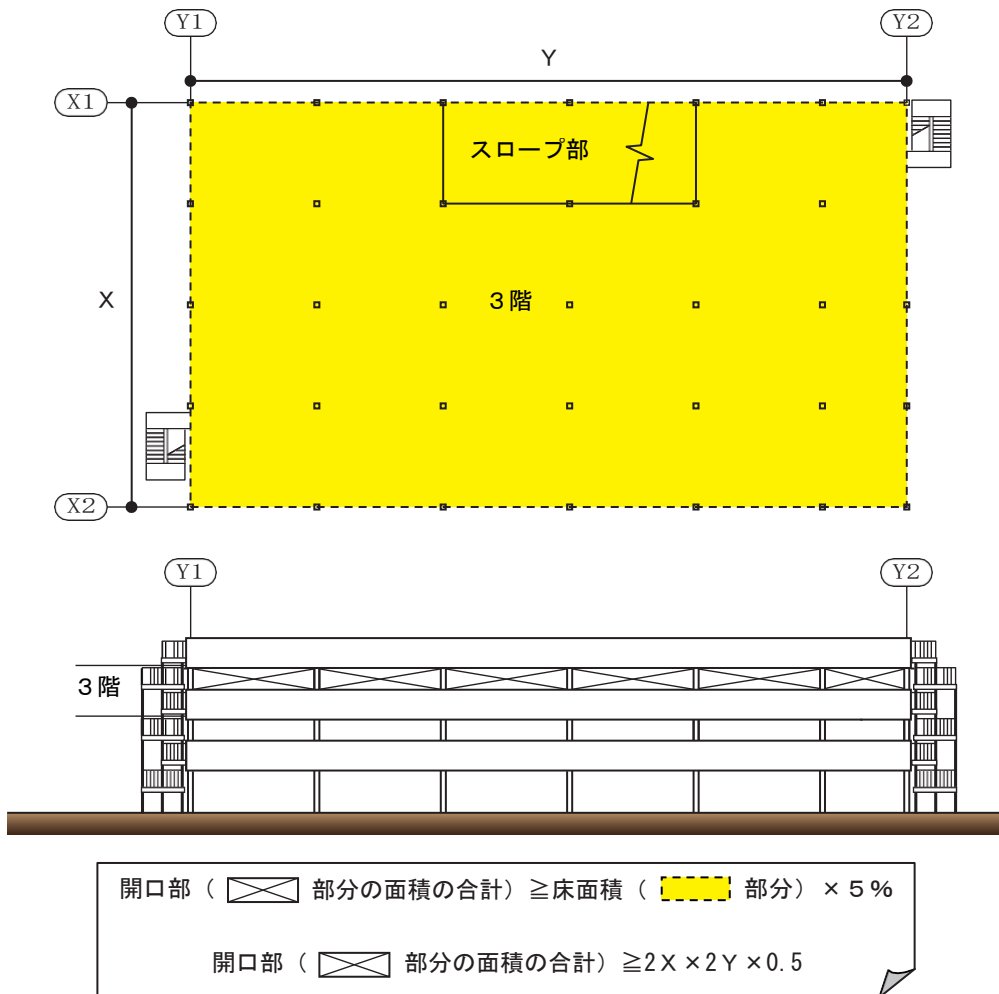 Y1
Y2
Y
X1
スロープ部
X
3階
X2
Y1
Y2
3階
開口部（ 部分の面積の合計）≧床面積（ 部分）×5%
開口部（ 部分の面積の合計）≧2X×2Y×0.5